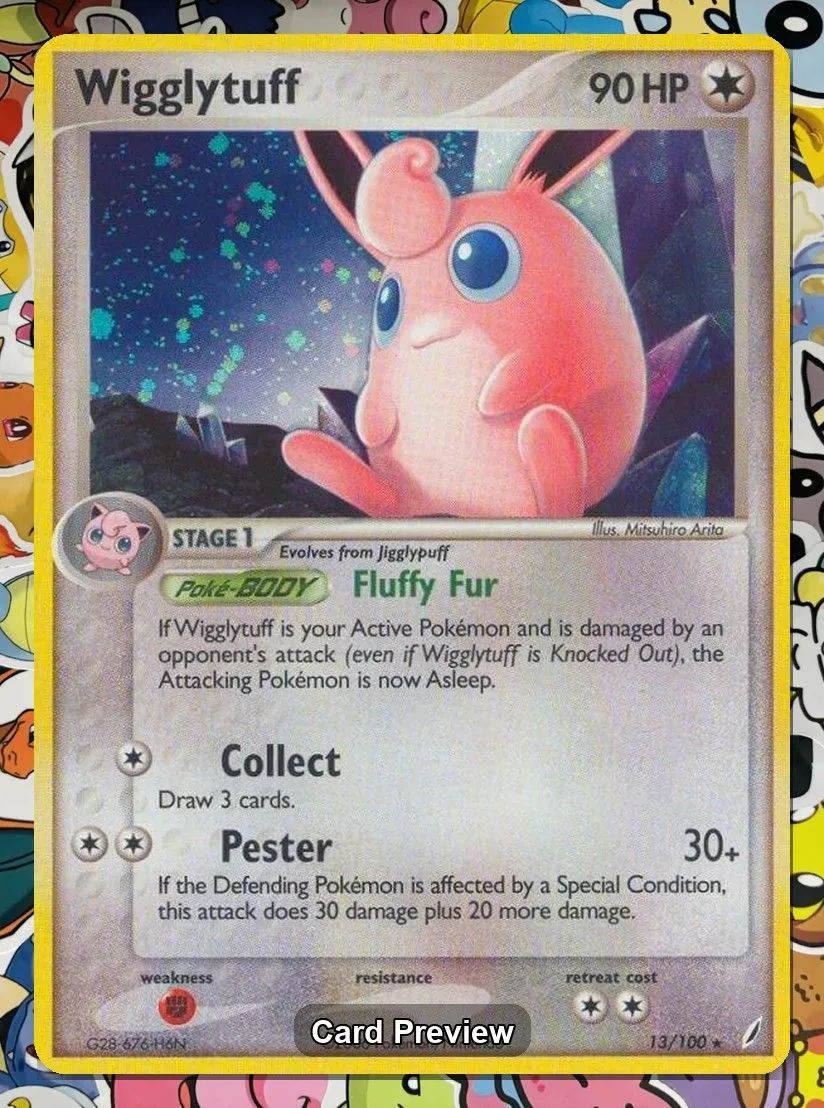 Wigglytuff
90 HP
Illus. Mitsuhiro Arita
STAGE 1
Evolves from Jigglypuff
Poké-BODY Fluffy Fur
If Wigglytuff is your Active Pokémon and is damaged by an
opponent's attack (even if Wigglytuff is Knocked Out), the
Attacking Pokémon is now Asleep.
Collect
Draw 3 cards.
Pester 30+
If the Defending Pokémon is affected by a Special Condition,
this attack does 30 damage plus 20 more damage.
weakness resistance retreat cost
Card Preview
G28-676-H6N
13/100